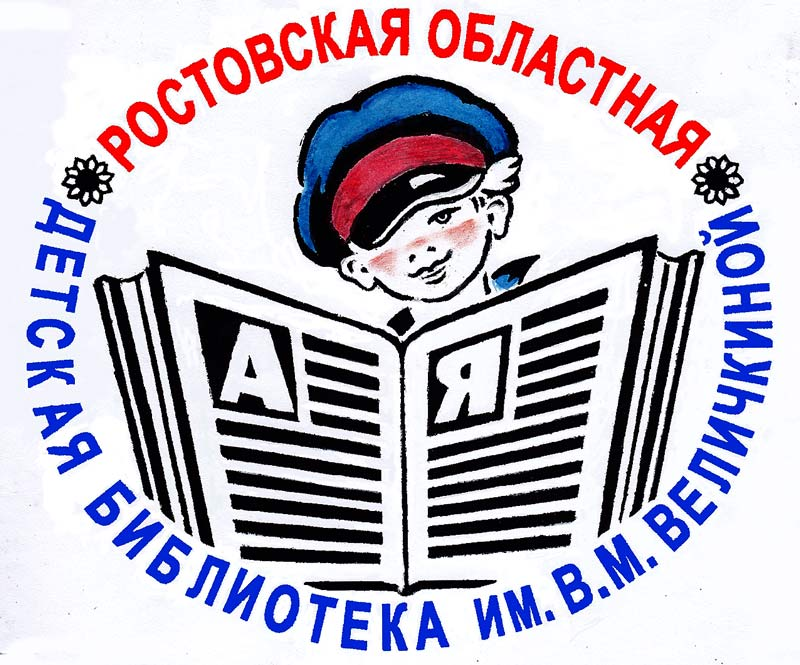 РОСТОВСКАЯ ОБЛАСТНАЯ
ДЕТСКАЯ БИБЛИОТЕКА ИМ. В.М. ВЕЛИЧКИНОЙ
А
Я